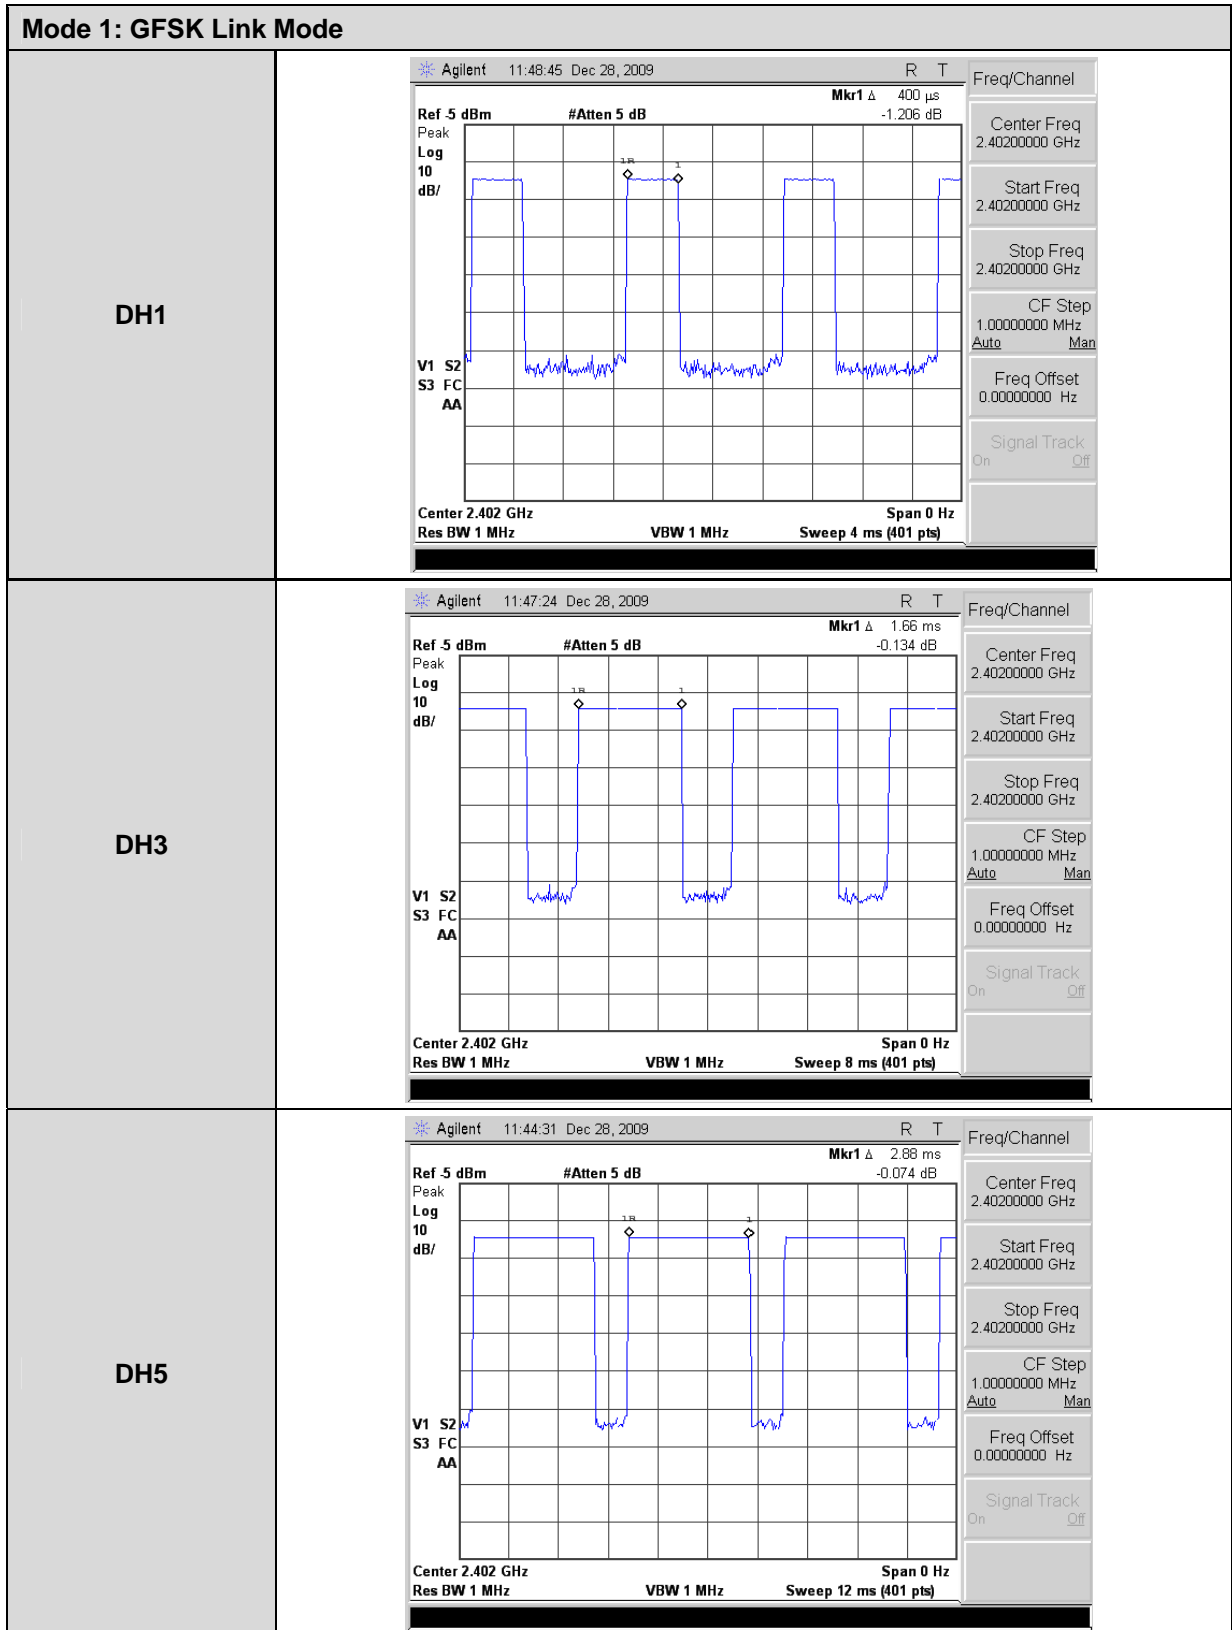 Mode 1: GFSK Link Mode
DH1
Agilent 11:48:45 Dec 28, 2009 R T
Mkr1 Δ 400 µs
Ref -5 dBm #Atten 5 dB -1.206 dB
Peak
Log
10
dB/
1R
1
V1 S2
S3 FC
AA
Center 2.402 GHz Span 0 Hz
Res BW 1 MHz VBW 1 MHz Sweep 4 ms (401 pts)
Freq/Channel
Center Freq
2.40200000 GHz
Start Freq
2.40200000 GHz
Stop Freq
2.40200000 GHz
CF Step
1.00000000 MHz
Auto Man
Freq Offset
0.00000000 Hz
Signal Track
On Off
DH3
Agilent 11:47:24 Dec 28, 2009 R T
Mkr1 Δ 1.66 ms
Ref -5 dBm #Atten 5 dB -0.134 dB
Peak
Log
10
dB/
1R
1
V1 S2
S3 FC
AA
Center 2.402 GHz Span 0 Hz
Res BW 1 MHz VBW 1 MHz Sweep 8 ms (401 pts)
Freq/Channel
Center Freq
2.40200000 GHz
Start Freq
2.40200000 GHz
Stop Freq
2.40200000 GHz
CF Step
1.00000000 MHz
Auto Man
Freq Offset
0.00000000 Hz
Signal Track
On Off
DH5
Agilent 11:44:31 Dec 28, 2009 R T
Mkr1 Δ 2.88 ms
Ref -5 dBm #Atten 5 dB -0.074 dB
Peak
Log
10
dB/
1R
1
V1 S2
S3 FC
AA
Center 2.402 GHz Span 0 Hz
Res BW 1 MHz VBW 1 MHz Sweep 12 ms (401 pts)
Freq/Channel
Center Freq
2.40200000 GHz
Start Freq
2.40200000 GHz
Stop Freq
2.40200000 GHz
CF Step
1.00000000 MHz
Auto Man
Freq Offset
0.00000000 Hz
Signal Track
On Off